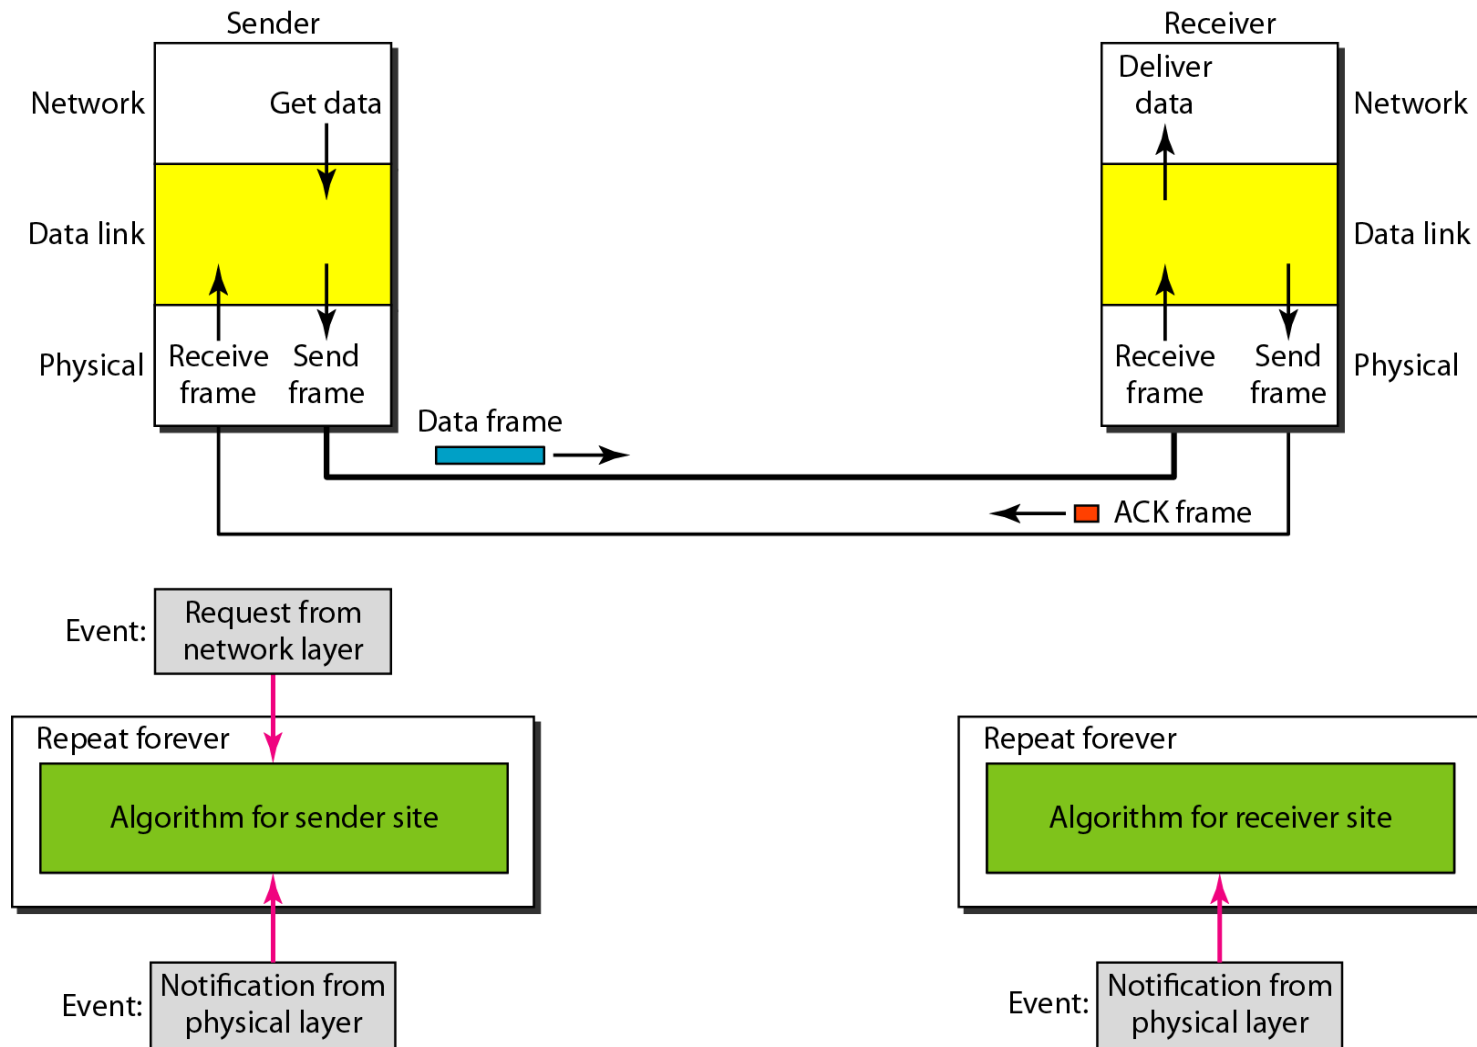 Sender
Receiver
Network
Get data
Deliver
data
Network
Data link
Data link
Physical
Receive
frame
Send
frame
Receive
frame
Send
frame
Physical
Data frame
ACK frame
Event:
Request from
network layer
Repeat forever
Algorithm for sender site
Repeat forever
Algorithm for receiver site
Event:
Notification from
physical layer
Event:
Notification from
physical layer